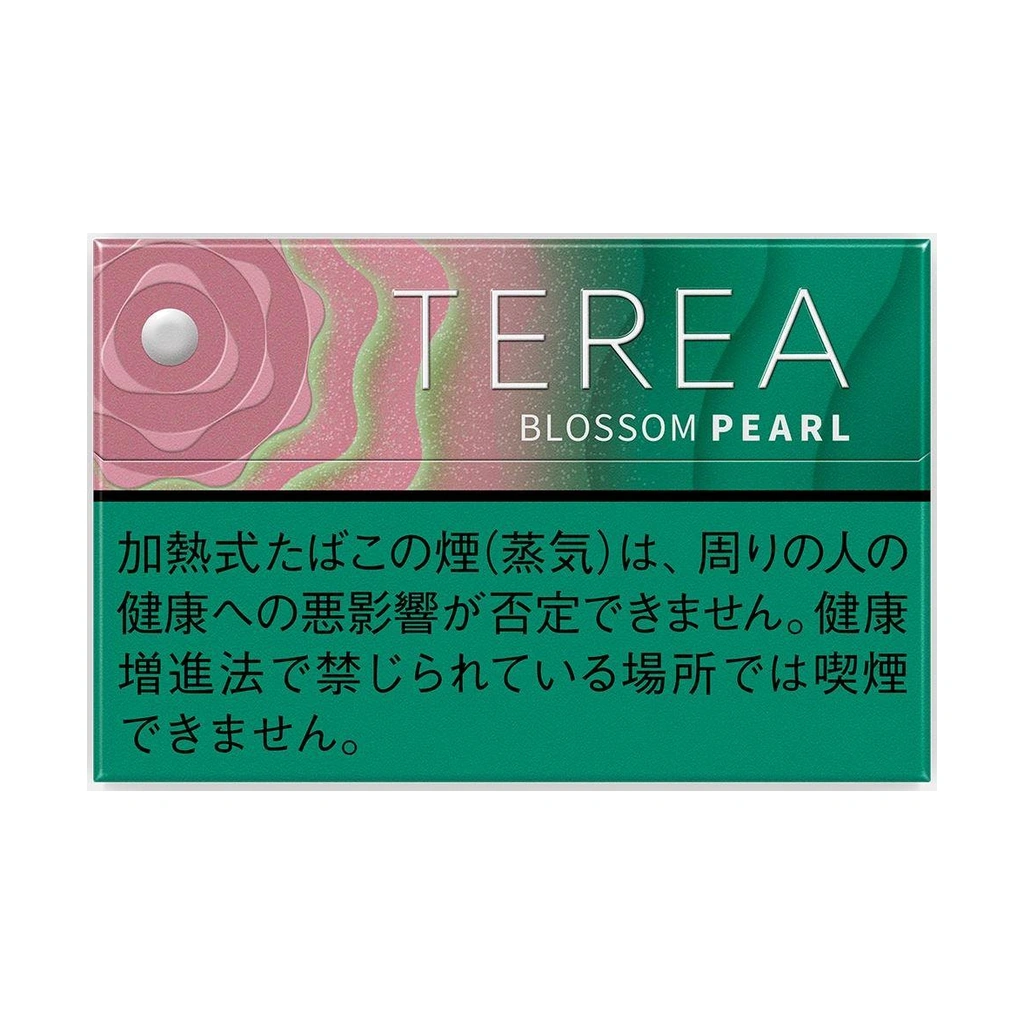 TEREA
BLOSSOM PEARL
加熱式たばこの煙(蒸気)は、周りの人の
健康への悪影響が否定できません。健康
増進法で禁じられている場所では喫煙
できません。